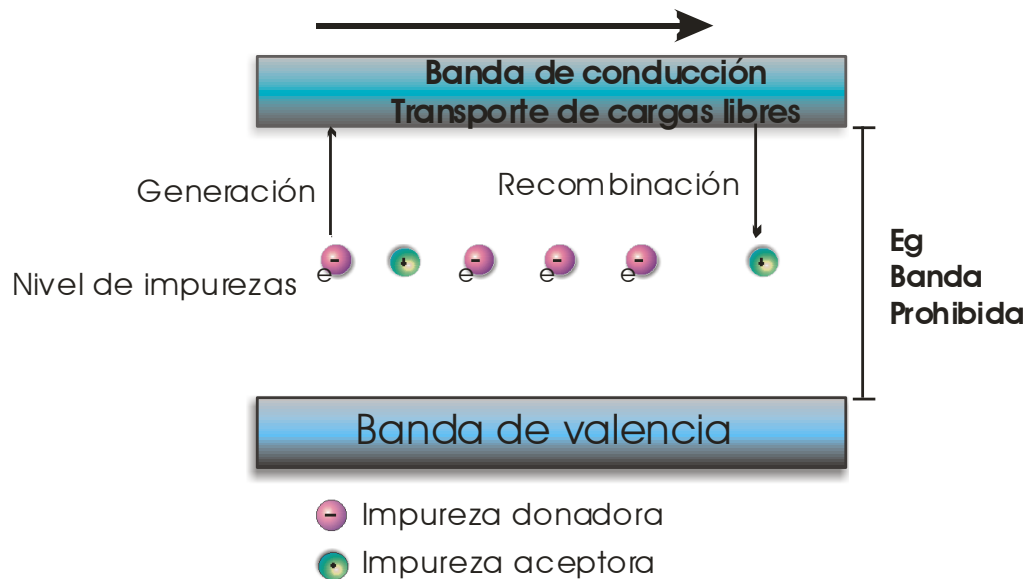 Banda de conducción
Transporte de cargas libres
Generación
Recombinación
Nivel de impurezas
e
-
+
e
-
e
-
e
-
+
Eg
Banda
Prohibida
Banda de valencia
- Impureza donadora
+ Impureza aceptora